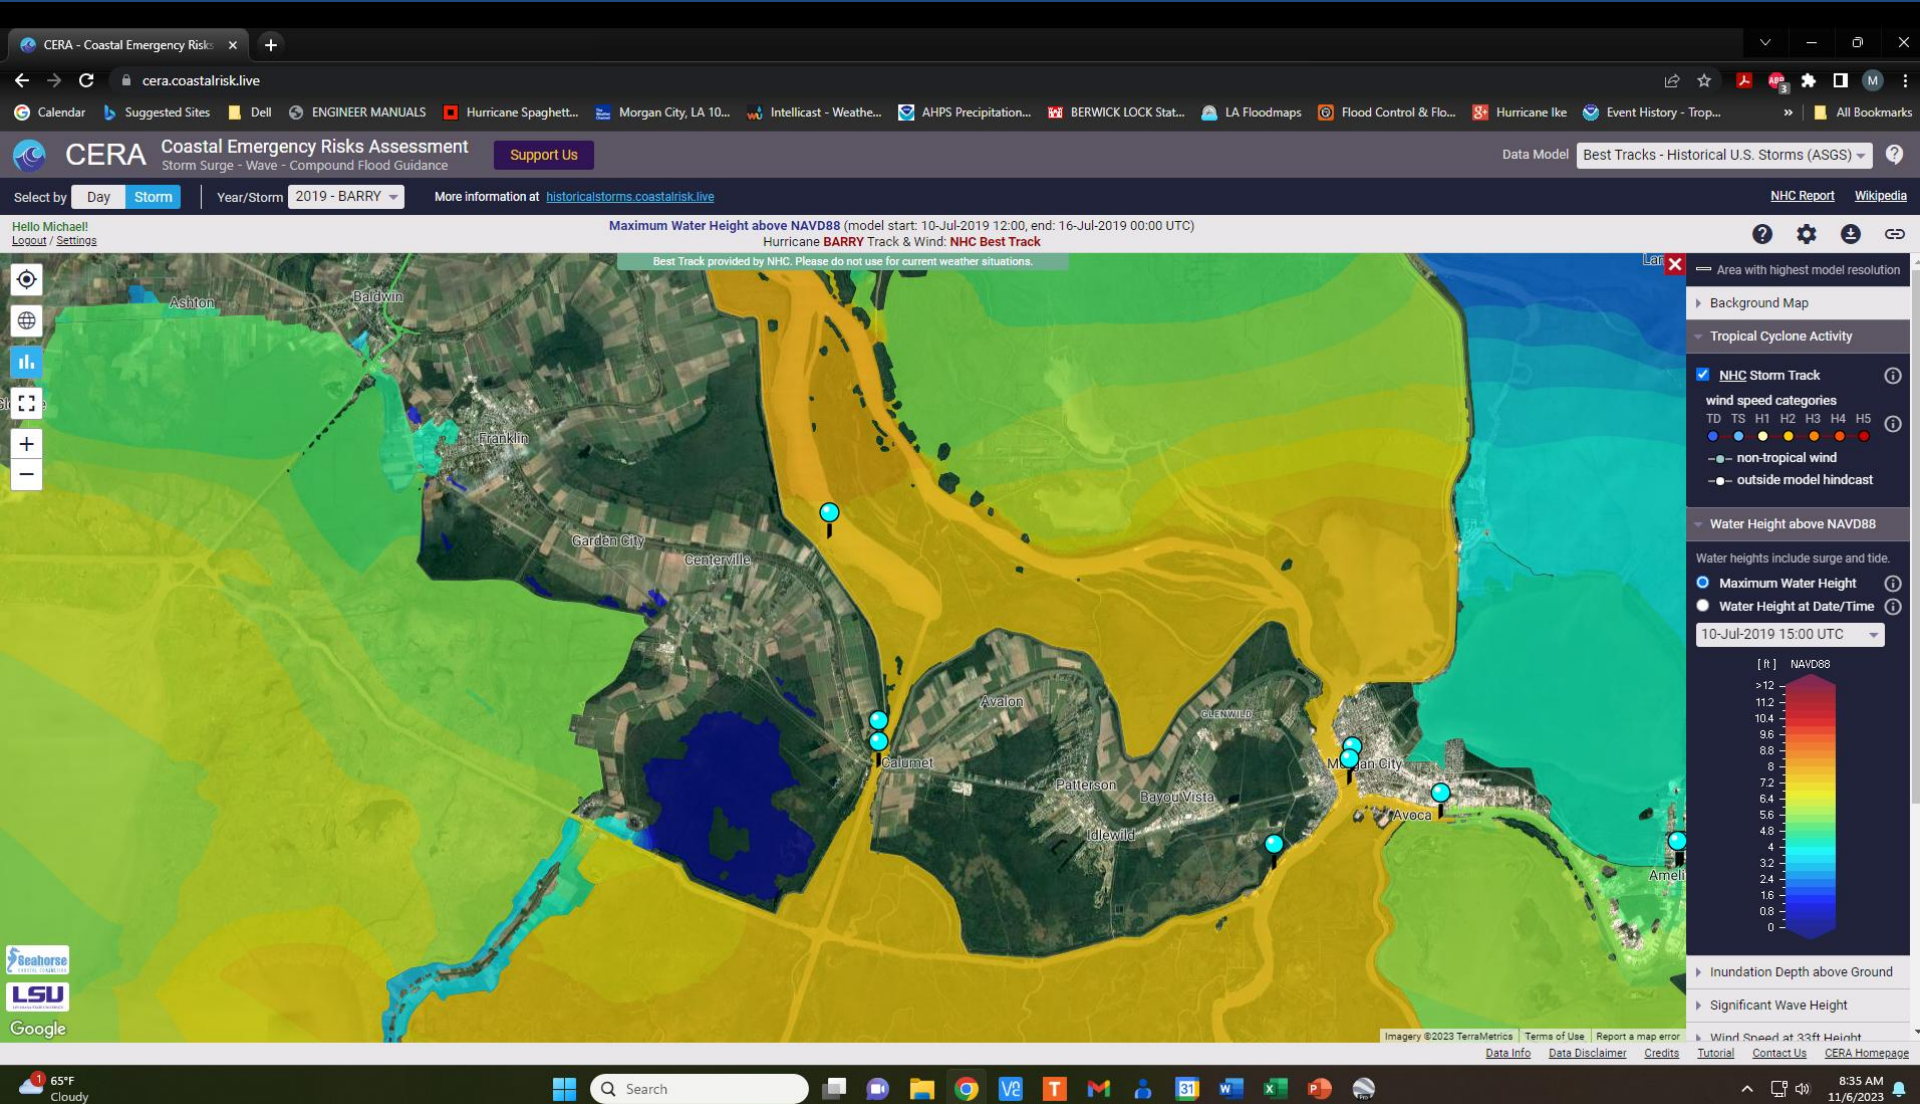 CERA - Coastal Emergency Risks
cera.coastalrisk.live
Calendar Suggested Sites Dell ENGINEER MANUALS Hurricane Spaghett... Morgan City, LA 10... Intellicast - Weathe... AHPS Precipitation... BERWICK LOCK Stat... LA Floodmaps Flood Control & Flo... Hurricane Ike Event History - Trop... » All Bookmarks
CERA Coastal Emergency Risks Assessment
Storm Surge - Wave - Compound Flood Guidance
Support Us
Data Model Best Tracks - Historical U.S. Storms (ASGS)
Select by Day Storm Year/Storm 2019 - BARRY More information at historicalstorms.coastalrisk.live NHC Report Wikipedia
Hello Michael!
Logout / Settings
Maximum Water Height above NAVD88 (model start: 10-Jul-2019 12:00, end: 16-Jul-2019 00:00 UTC)
Hurricane BARRY Track & Wind: NHC Best Track
Best Track provided by NHC. Please do not use for current weather situations.
Ashton
Baldwin
Franklin
Garden City
Centerville
Avalon
GLENWILD
Calumet
Patterson
Bayou Vista
Idlewild
Avoca
Area with highest model resolution
Background Map
Tropical Cyclone Activity
NHC Storm Track
wind speed categories
TD TS H1 H2 H3 H4 H5
non-tropical wind
outside model hindcast
Water Height above NAVD88
Water heights include surge and tide.
Maximum Water Height
Water Height at Date/Time
10-Jul-2019 15:00 UTC
[ ft ] NAVD88
>12
11.2
10.4
9.6
8.8
8
7.2
6.4
5.6
4.8
4
3.2
2.4
1.6
0.8
0
Inundation Depth above Ground
Significant Wave Height
Wind Speed at 33ft Height
Seahorse
LSU
Google
Imagery ©2023 TerraMetrics Terms of Use Report a map error
Data Info Data Disclaimer Credits Tutorial Contact Us CERA Homepage
1
65°F
Cloudy
Search
31
8:35 AM
11/6/2023